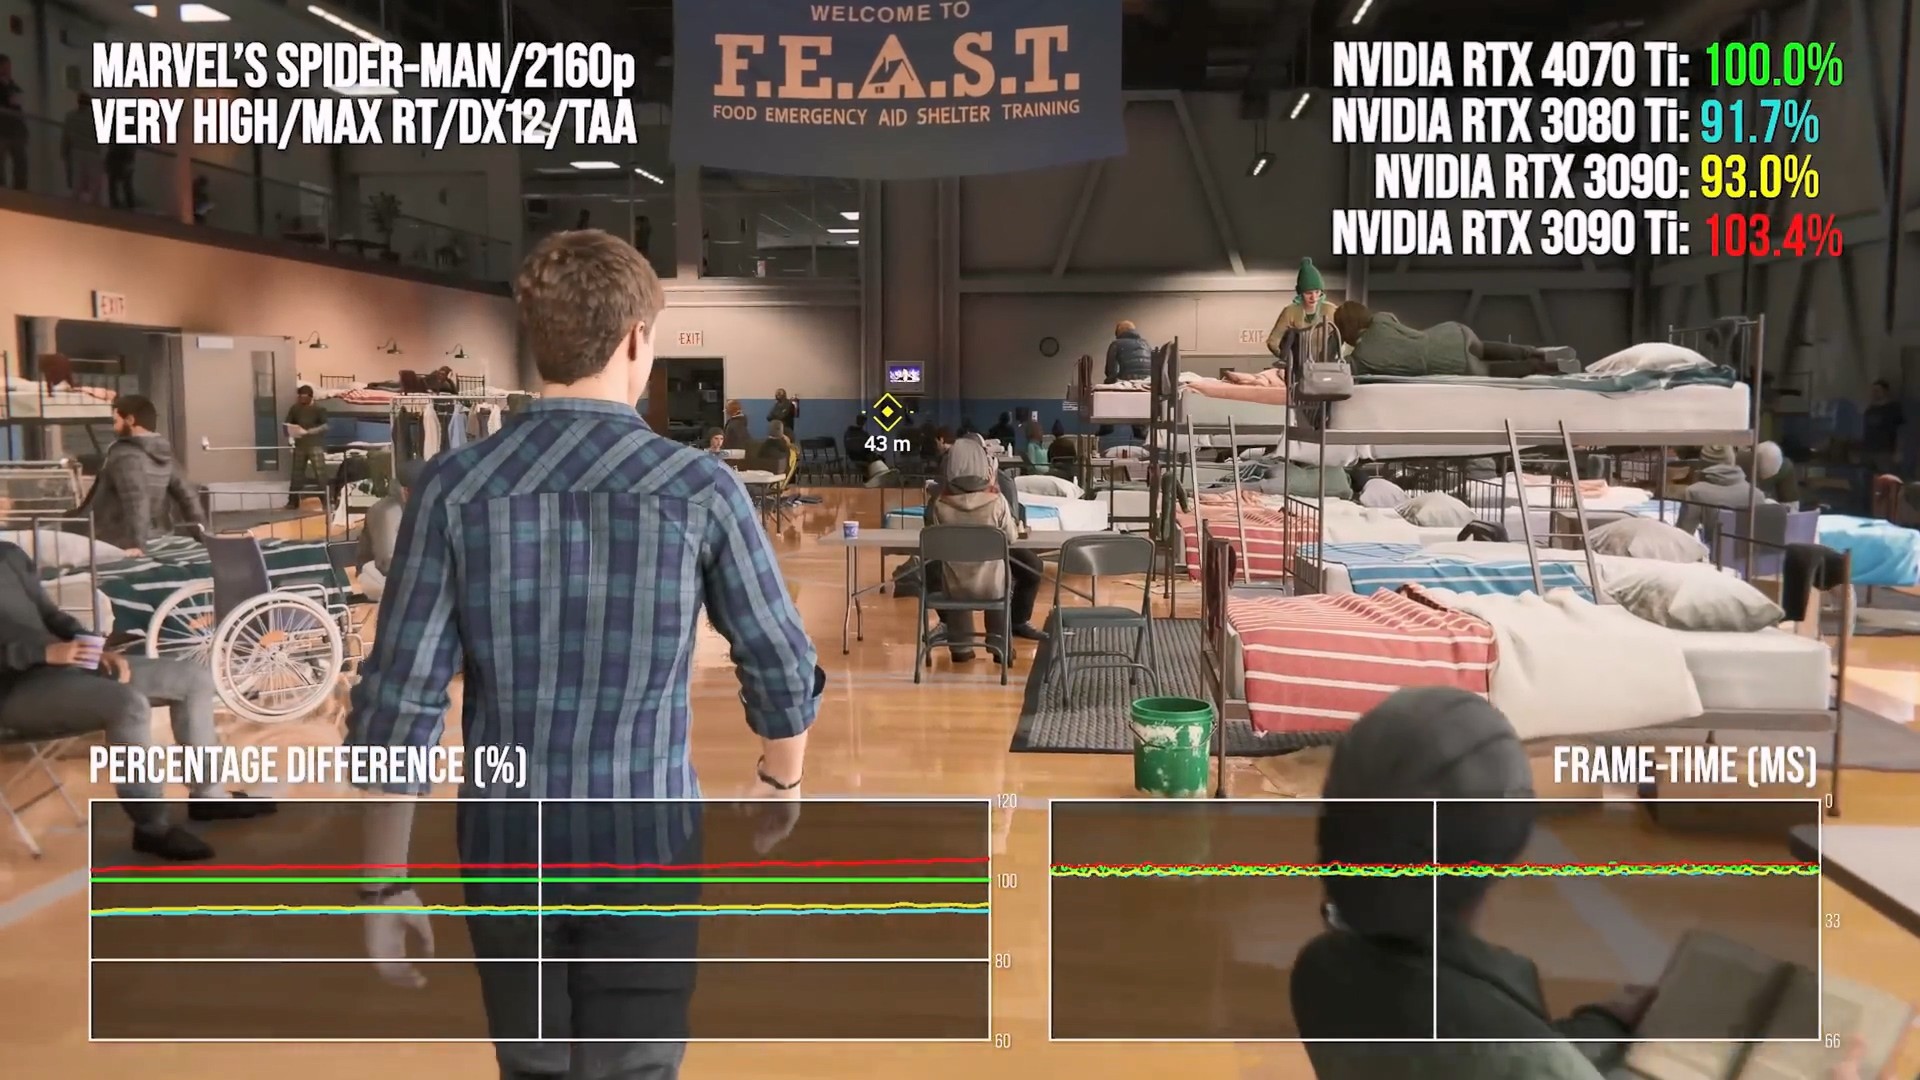 WELCOME TO
F.E.A.S.T.
FOOD EMERGENCY AID SHELTER TRAINING
MARVEL'S SPIDER-MAN/2160p
VERY HIGH/MAX RT/DX12/TAA
NVIDIA RTX 4070 Ti: 100.0%
NVIDIA RTX 3080 Ti: 91.7%
NVIDIA RTX 3090: 93.0%
NVIDIA RTX 3090 Ti: 103.4%
EXIT
EXIT
EXIT
43 m
PERCENTAGE DIFFERENCE (%)
120
100
80
60
FRAME-TIME (MS)
0
33
66